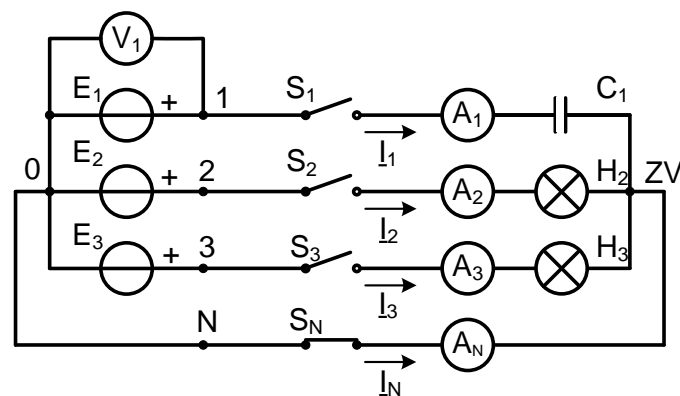 V1
E1 + 1 S1 A1 C1
I1
0 E2 + 2 S2 A2 H2 ZV
I2
E3 + 3 S3 A3 H3
I3
N SN AN
IN